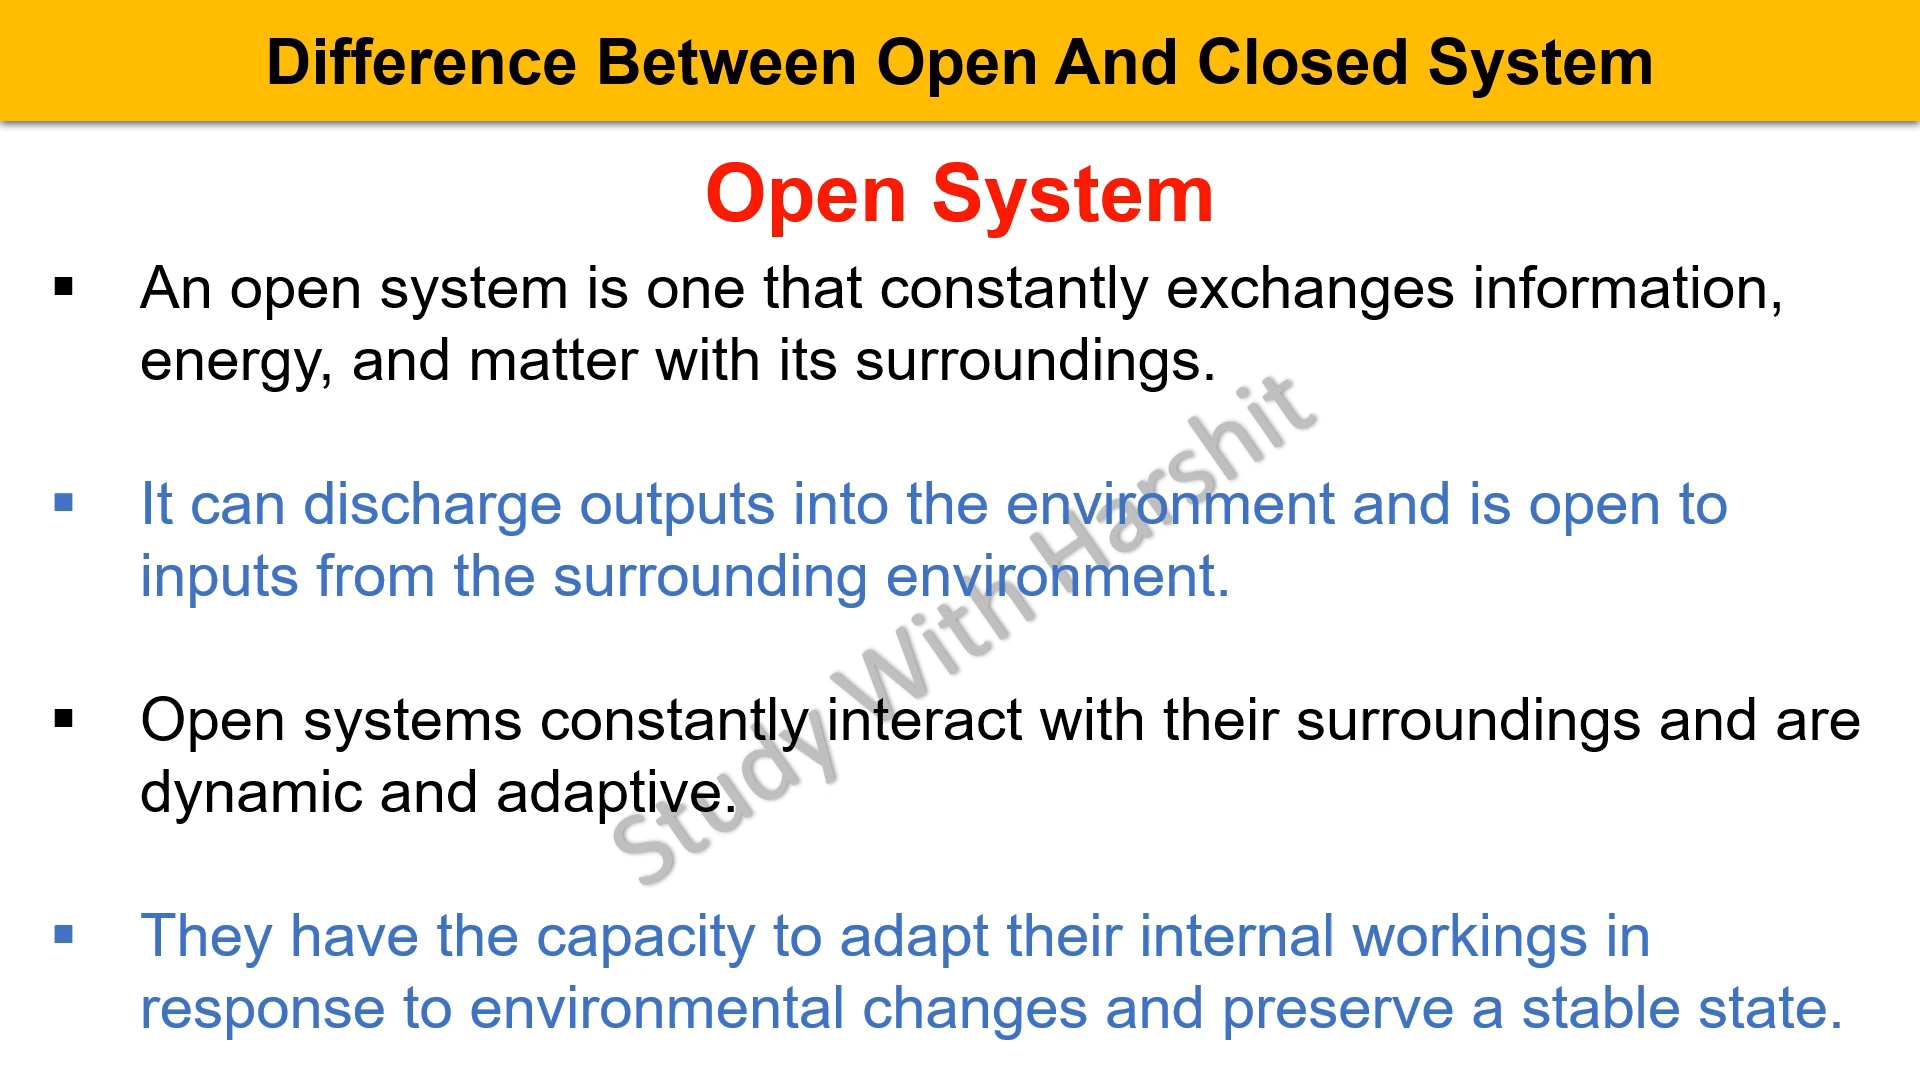 Difference Between Open And Closed System
Open System
▪ An open system is one that constantly exchanges information,
energy, and matter with its surroundings.
▪ It can discharge outputs into the environment and is open to
inputs from the surrounding environment.
▪ Open systems constantly interact with their surroundings and are
dynamic and adaptive.
▪ They have the capacity to adapt their internal workings in
response to environmental changes and preserve a stable state.
Study With Harshit